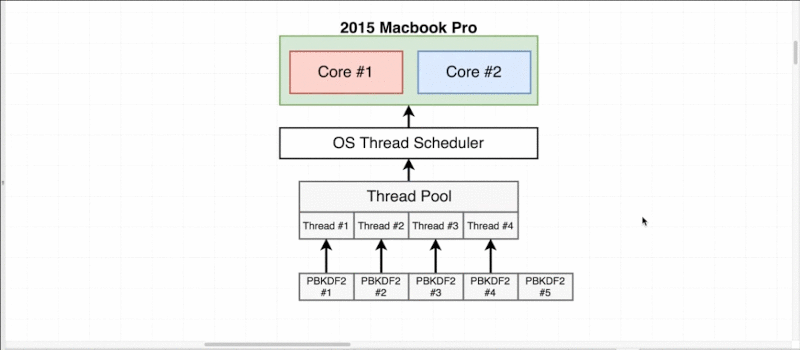 2015 Macbook Pro
Core #1 Core #2
OS Thread Scheduler
Thread Pool
Thread #1 Thread #2 Thread #3 Thread #4
PBKDF2 PBKDF2 PBKDF2 PBKDF2 PBKDF2
#1 #2 #3 #4 #5